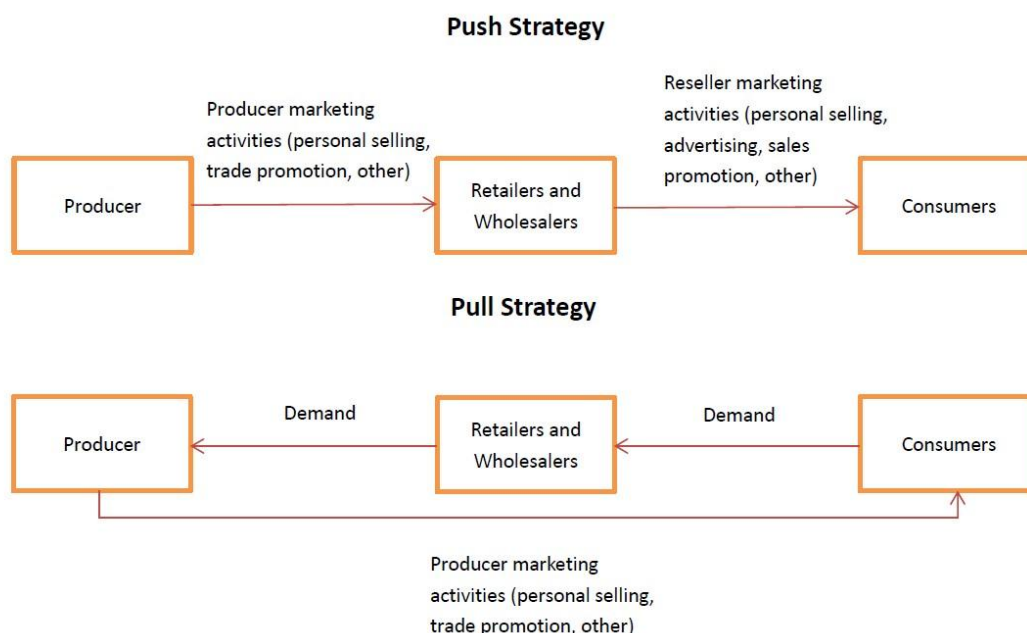 Push Strategy
Producer marketing
activities (personal selling,
trade promotion, other)
Reseller marketing
activities (personal selling,
advertising, sales
promotion, other)
Producer
Retailers and
Wholesalers
Consumers
Pull Strategy
Demand
Demand
Producer
Retailers and
Wholesalers
Consumers
Producer marketing
activities (personal selling,
trade promotion, other)